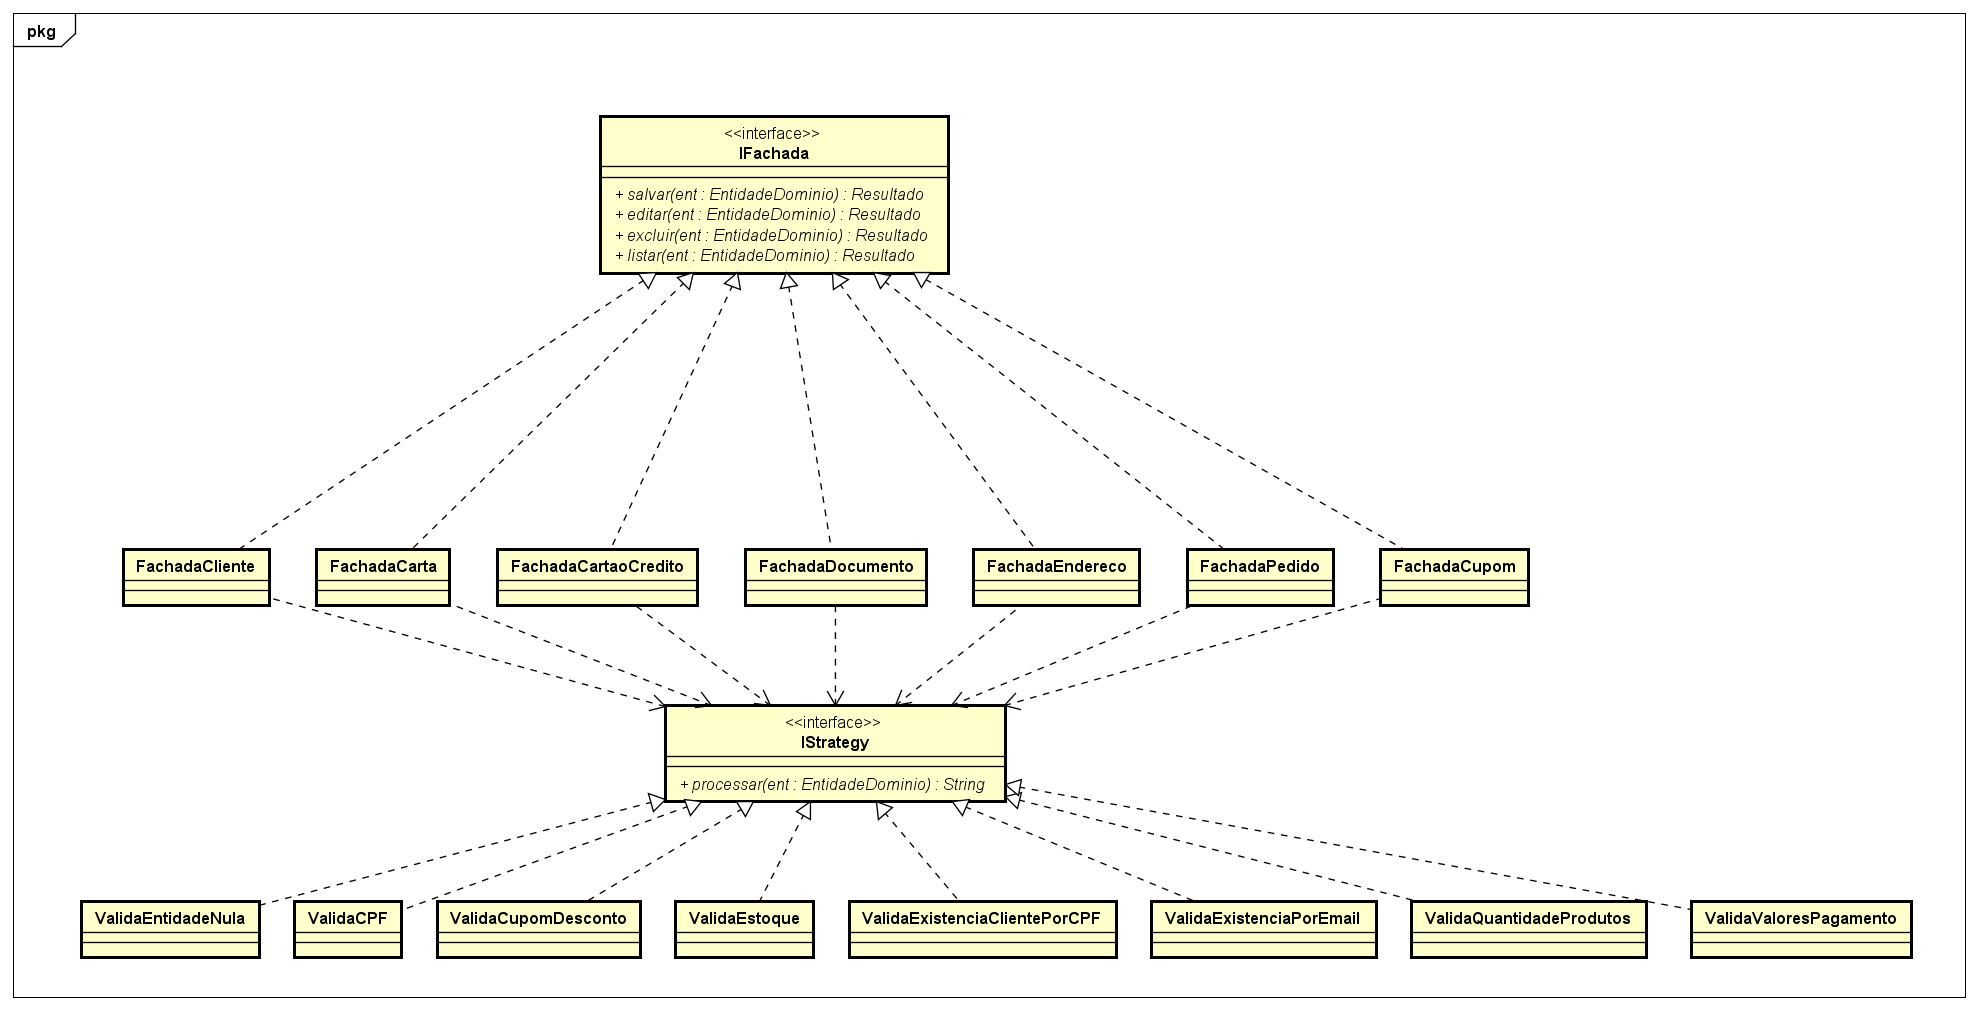 pkg
<<interface>>
IFachada
+ salvar(ent : EntidadeDominio) : Resultado
+ editar(ent : EntidadeDominio) : Resultado
+ excluir(ent : EntidadeDominio) : Resultado
+ listar(ent : EntidadeDominio) : Resultado
FachadaCliente
FachadaCarta
FachadaCartaoCredito
FachadaDocumento
FachadaEndereco
FachadaPedido
FachadaCupom
<<interface>>
IStrategy
+ processar(ent : EntidadeDominio) : String
ValidaEntidadeNula
ValidaCPF
ValidaCupomDesconto
ValidaEstoque
ValidaExistenciaClientePorCPF
ValidaExistenciaPorEmail
ValidaQuantidadeProdutos
ValidaValoresPagamento